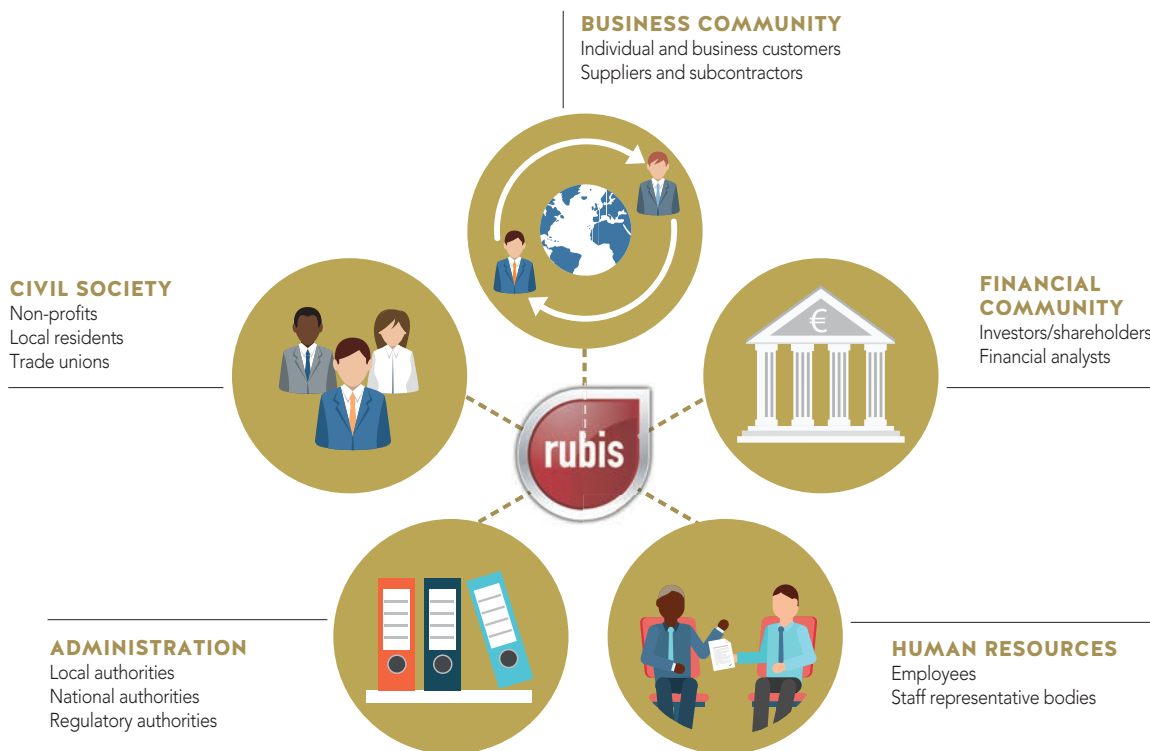 BUSINESS COMMUNITY
Individual and business customers
Suppliers and subcontractors
CIVIL SOCIETY
Non-profits
Local residents
Trade unions
FINANCIAL
COMMUNITY
Investors/shareholders
Financial analysts
€
rubis
ADMINISTRATION
Local authorities
National authorities
Regulatory authorities
HUMAN RESOURCES
Employees
Staff representative bodies